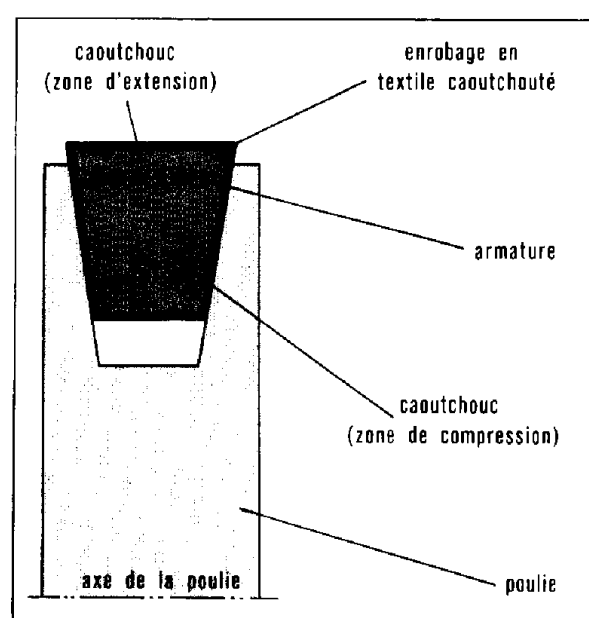 caoutchouc
(zone d'extension)
enrobage en
textile caoutchouté
armature
caoutchouc
(zone de compression)
poulie
axe de la poulie